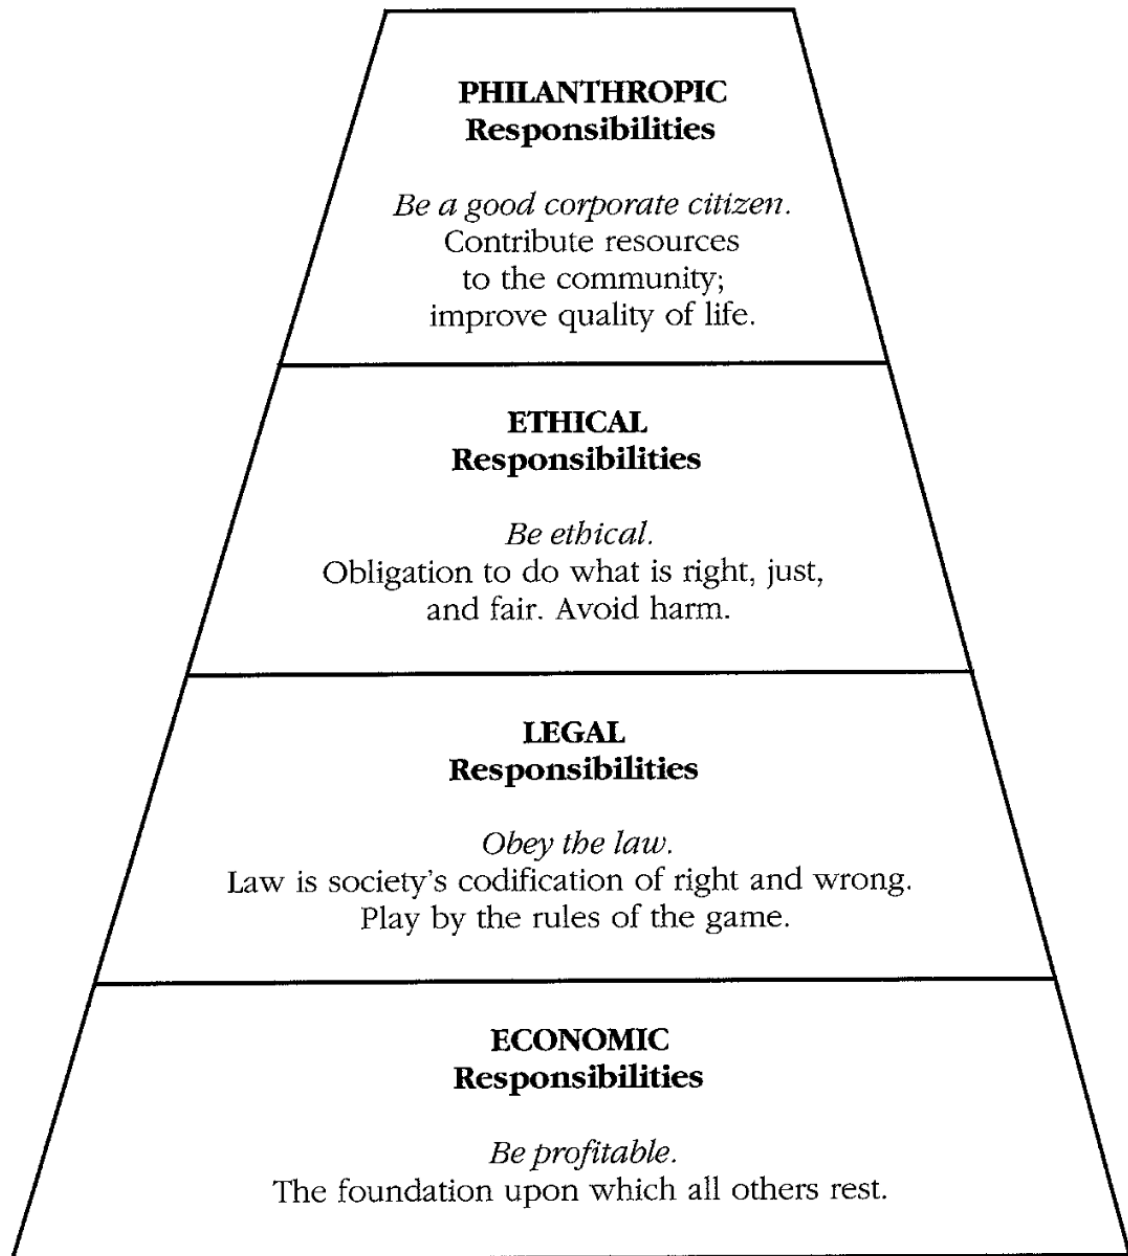 PHILANTHROPIC
Responsibilities
Be a good corporate citizen.
Contribute resources
to the community;
improve quality of life.
ETHICAL
Responsibilities
Be ethical.
Obligation to do what is right, just,
and fair. Avoid harm.
LEGAL
Responsibilities
Obey the law.
Law is society's codification of right and wrong.
Play by the rules of the game.
ECONOMIC
Responsibilities
Be profitable.
The foundation upon which all others rest.